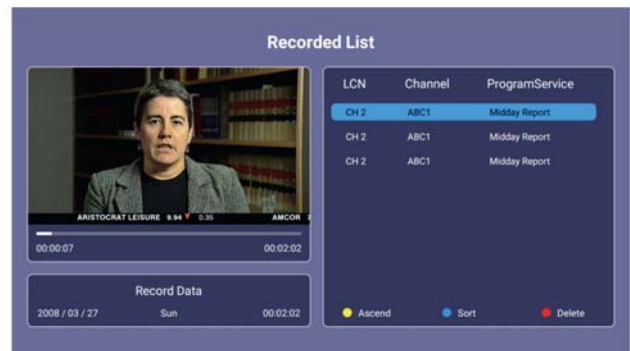 Recorded List
ARISTOCRAT LEISURE 9.94 0.35 AMCOR
00:00:07 00:02:02
Record Data
2008 / 03 / 27 Sun 00:02:02
LCN Channel ProgramService
CH 2 ABC1 Midday Report
CH 2 ABC1 Midday Report
CH 2 ABC1 Midday Report
Ascend Sort Delete